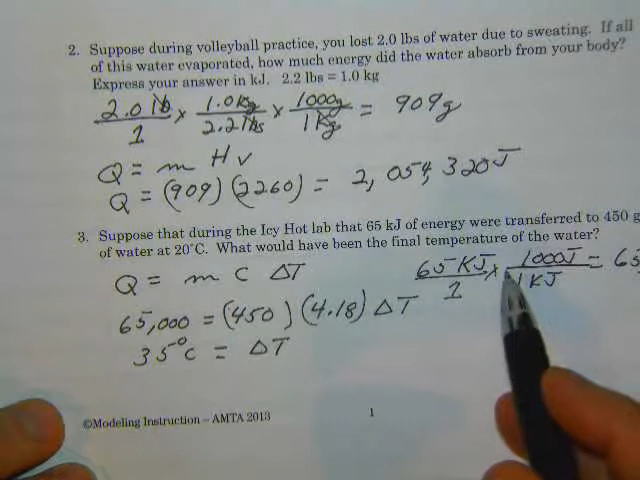 2. Suppose during volleyball practice, you lost 2.0 lbs of water due to sweating. If all
of this water evaporated, how much energy did the water absorb from your body?
Express your answer in kJ. 2.2 lbs = 1.0 kg
2.0 lb/1 x 1.0 Kg/2.2 lbs x 1000g/1 Kg = 909g
Q = m Hv
Q = (909)(2260) = 2,054,320 J
3. Suppose that during the Icy Hot lab that 65 kJ of energy were transferred to 450 g
of water at 20°C. What would have been the final temperature of the water?
Q = m C ΔT
65 KJ/1 x 1000J/1 KJ = 65
65,000 = (450)(4.18) ΔT
35°C = ΔT
©Modeling Instruction – AMTA 2013
1